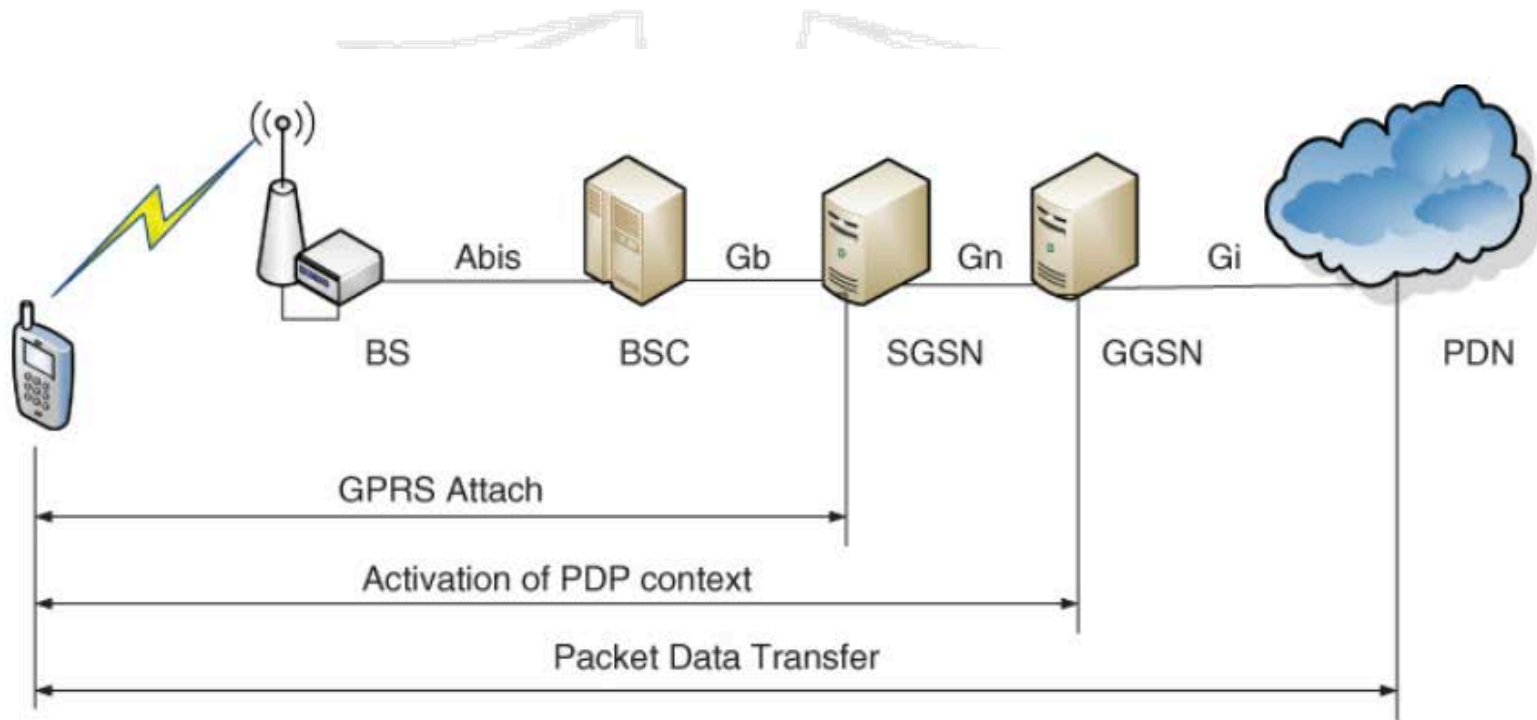 Abis
Gb
Gn
Gi
BS
BSC
SGSN
GGSN
PDN
GPRS Attach
Activation of PDP context
Packet Data Transfer